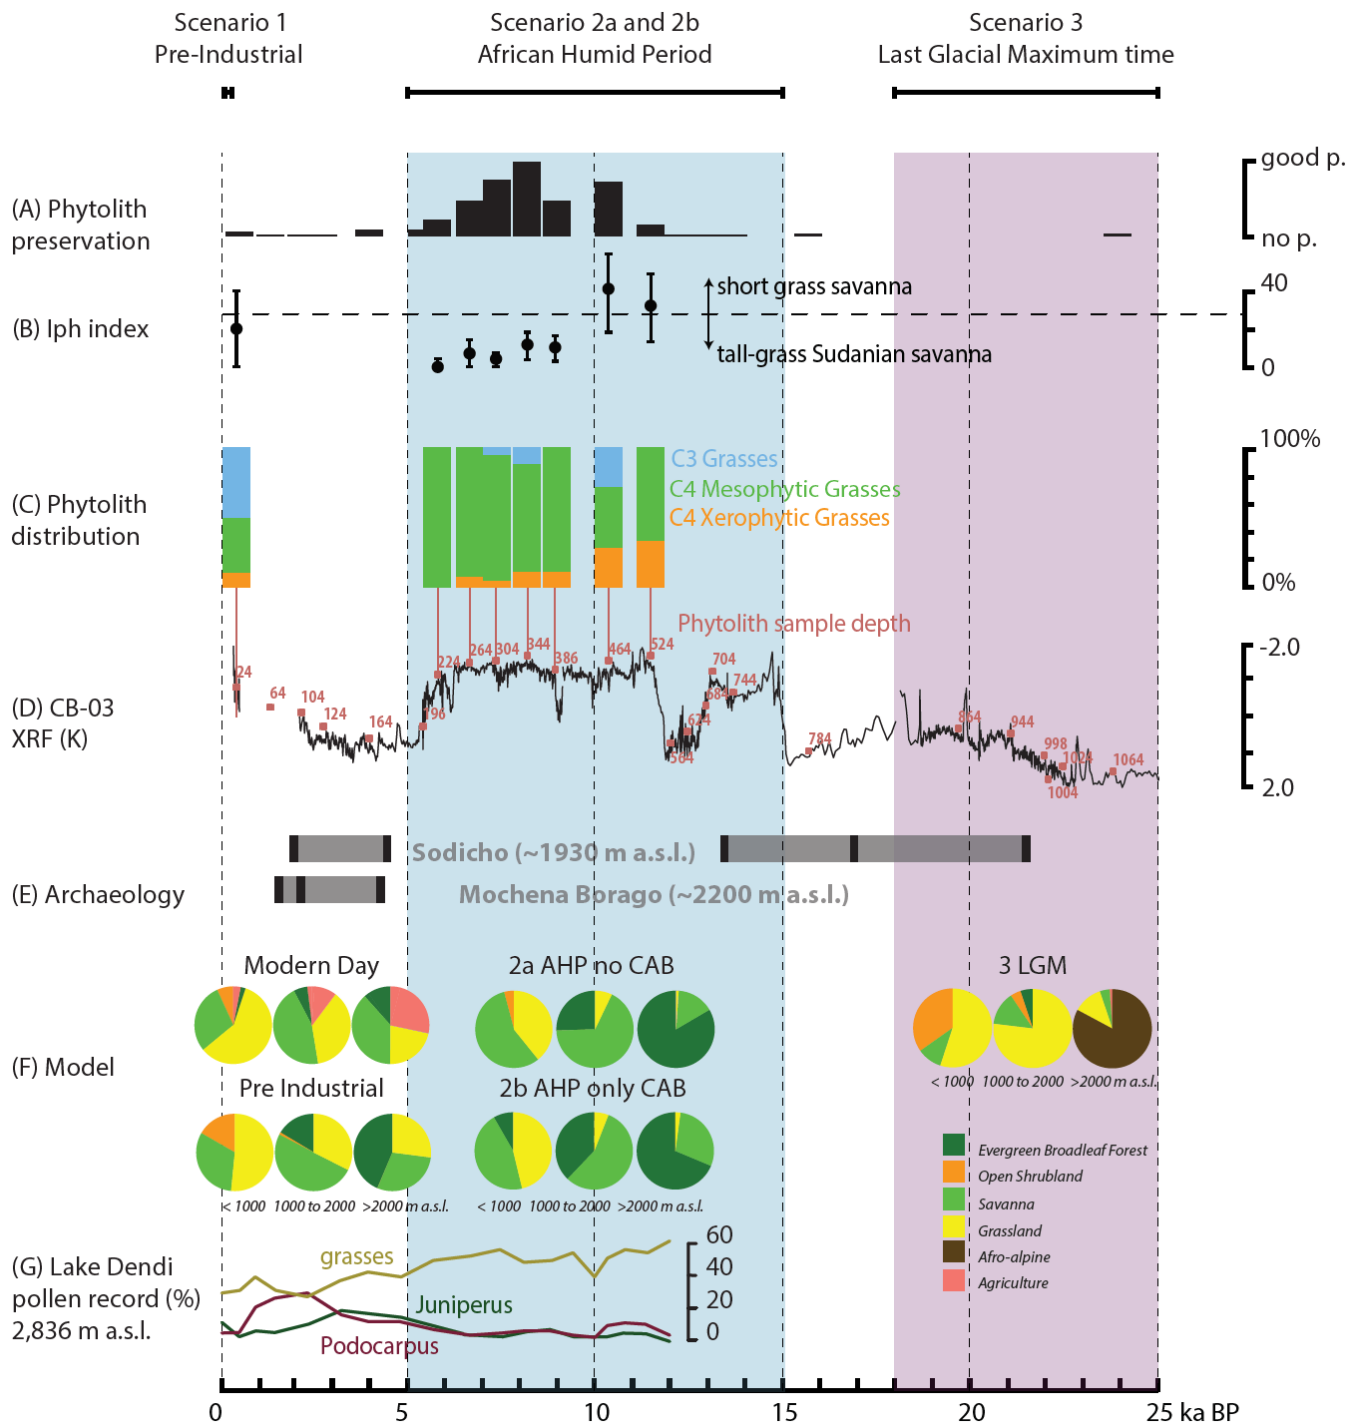 Scenario 1
Pre-Industrial
Scenario 2a and 2b
African Humid Period
Scenario 3
Last Glacial Maximum time
(A) Phytolith
preservation
good p.
no p.
(B) Iph index
short grass savanna
tall-grass Sudanian savanna
40
0
(C) Phytolith
distribution
C3 Grasses
C4 Mesophytic Grasses
C4 Xerophytic Grasses
100%
0%
Phytolith sample depth
(D) CB-03
XRF (K)
24
64
104
124
164
196
224
264
304
344
386
464
524
564
624
684
704
744
784
864
944
998
1004
1024
1064
-2.0
2.0
(E) Archaeology
Sodicho (~1930 m a.s.l.)
Mochena Borago (~2200 m a.s.l.)
(F) Model
Modern Day
2a AHP no CAB
3 LGM
< 1000 1000 to 2000 >2000 m a.s.l.
Pre Industrial
2b AHP only CAB
< 1000 1000 to 2000 >2000 m a.s.l.
< 1000 1000 to 2000 >2000 m a.s.l.
Evergreen Broadleaf Forest
Open Shrubland
Savanna
Grassland
Afro-alpine
Agriculture
(G) Lake Dendi
pollen record (%)
2,836 m a.s.l.
grasses
Juniperus
Podocarpus
60
40
20
0
0 5 10 15 20 25 ka BP